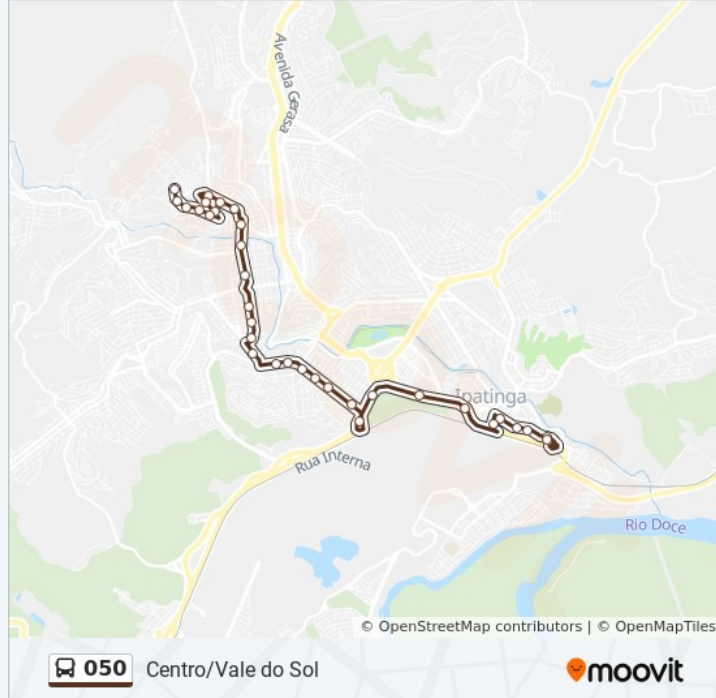 Avenida Gerasa
Ipatinga
Rua Interna
Rio Doce
© OpenStreetMap contributors | © OpenMapTiles
050 Centro/Vale do Sol
moovit